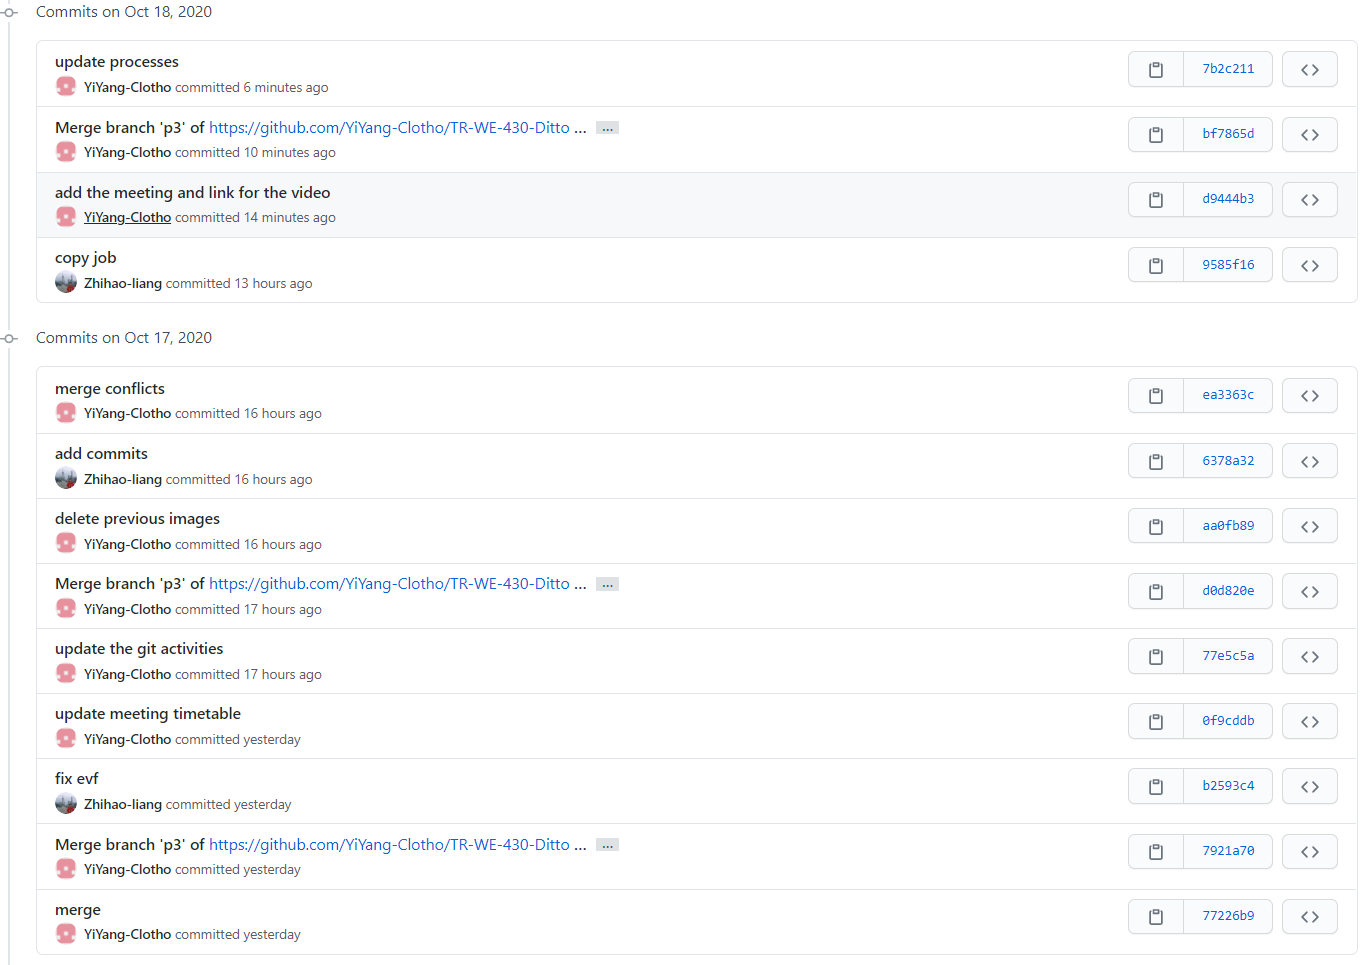 Commits on Oct 18, 2020
update processes
7b2c211
YiYang-Clotho committed 6 minutes ago
Merge branch 'p3' of https://github.com/YiYang-Clotho/TR-WE-430-Ditto ... ...
bf7865d
YiYang-Clotho committed 10 minutes ago
add the meeting and link for the video
d9444b3
YiYang-Clotho committed 14 minutes ago
copy job
9585f16
Zhihao-liang committed 13 hours ago
Commits on Oct 17, 2020
merge conflicts
ea3363c
YiYang-Clotho committed 16 hours ago
add commits
6378a32
Zhihao-liang committed 16 hours ago
delete previous images
aa0fb89
YiYang-Clotho committed 16 hours ago
Merge branch 'p3' of https://github.com/YiYang-Clotho/TR-WE-430-Ditto ... ...
d0d820e
YiYang-Clotho committed 17 hours ago
update the git activities
77e5c5a
YiYang-Clotho committed 17 hours ago
update meeting timetable
0f9cddb
YiYang-Clotho committed yesterday
fix evf
b2593c4
Zhihao-liang committed yesterday
Merge branch 'p3' of https://github.com/YiYang-Clotho/TR-WE-430-Ditto ... ...
7921a70
YiYang-Clotho committed yesterday
merge
77226b9
YiYang-Clotho committed yesterday